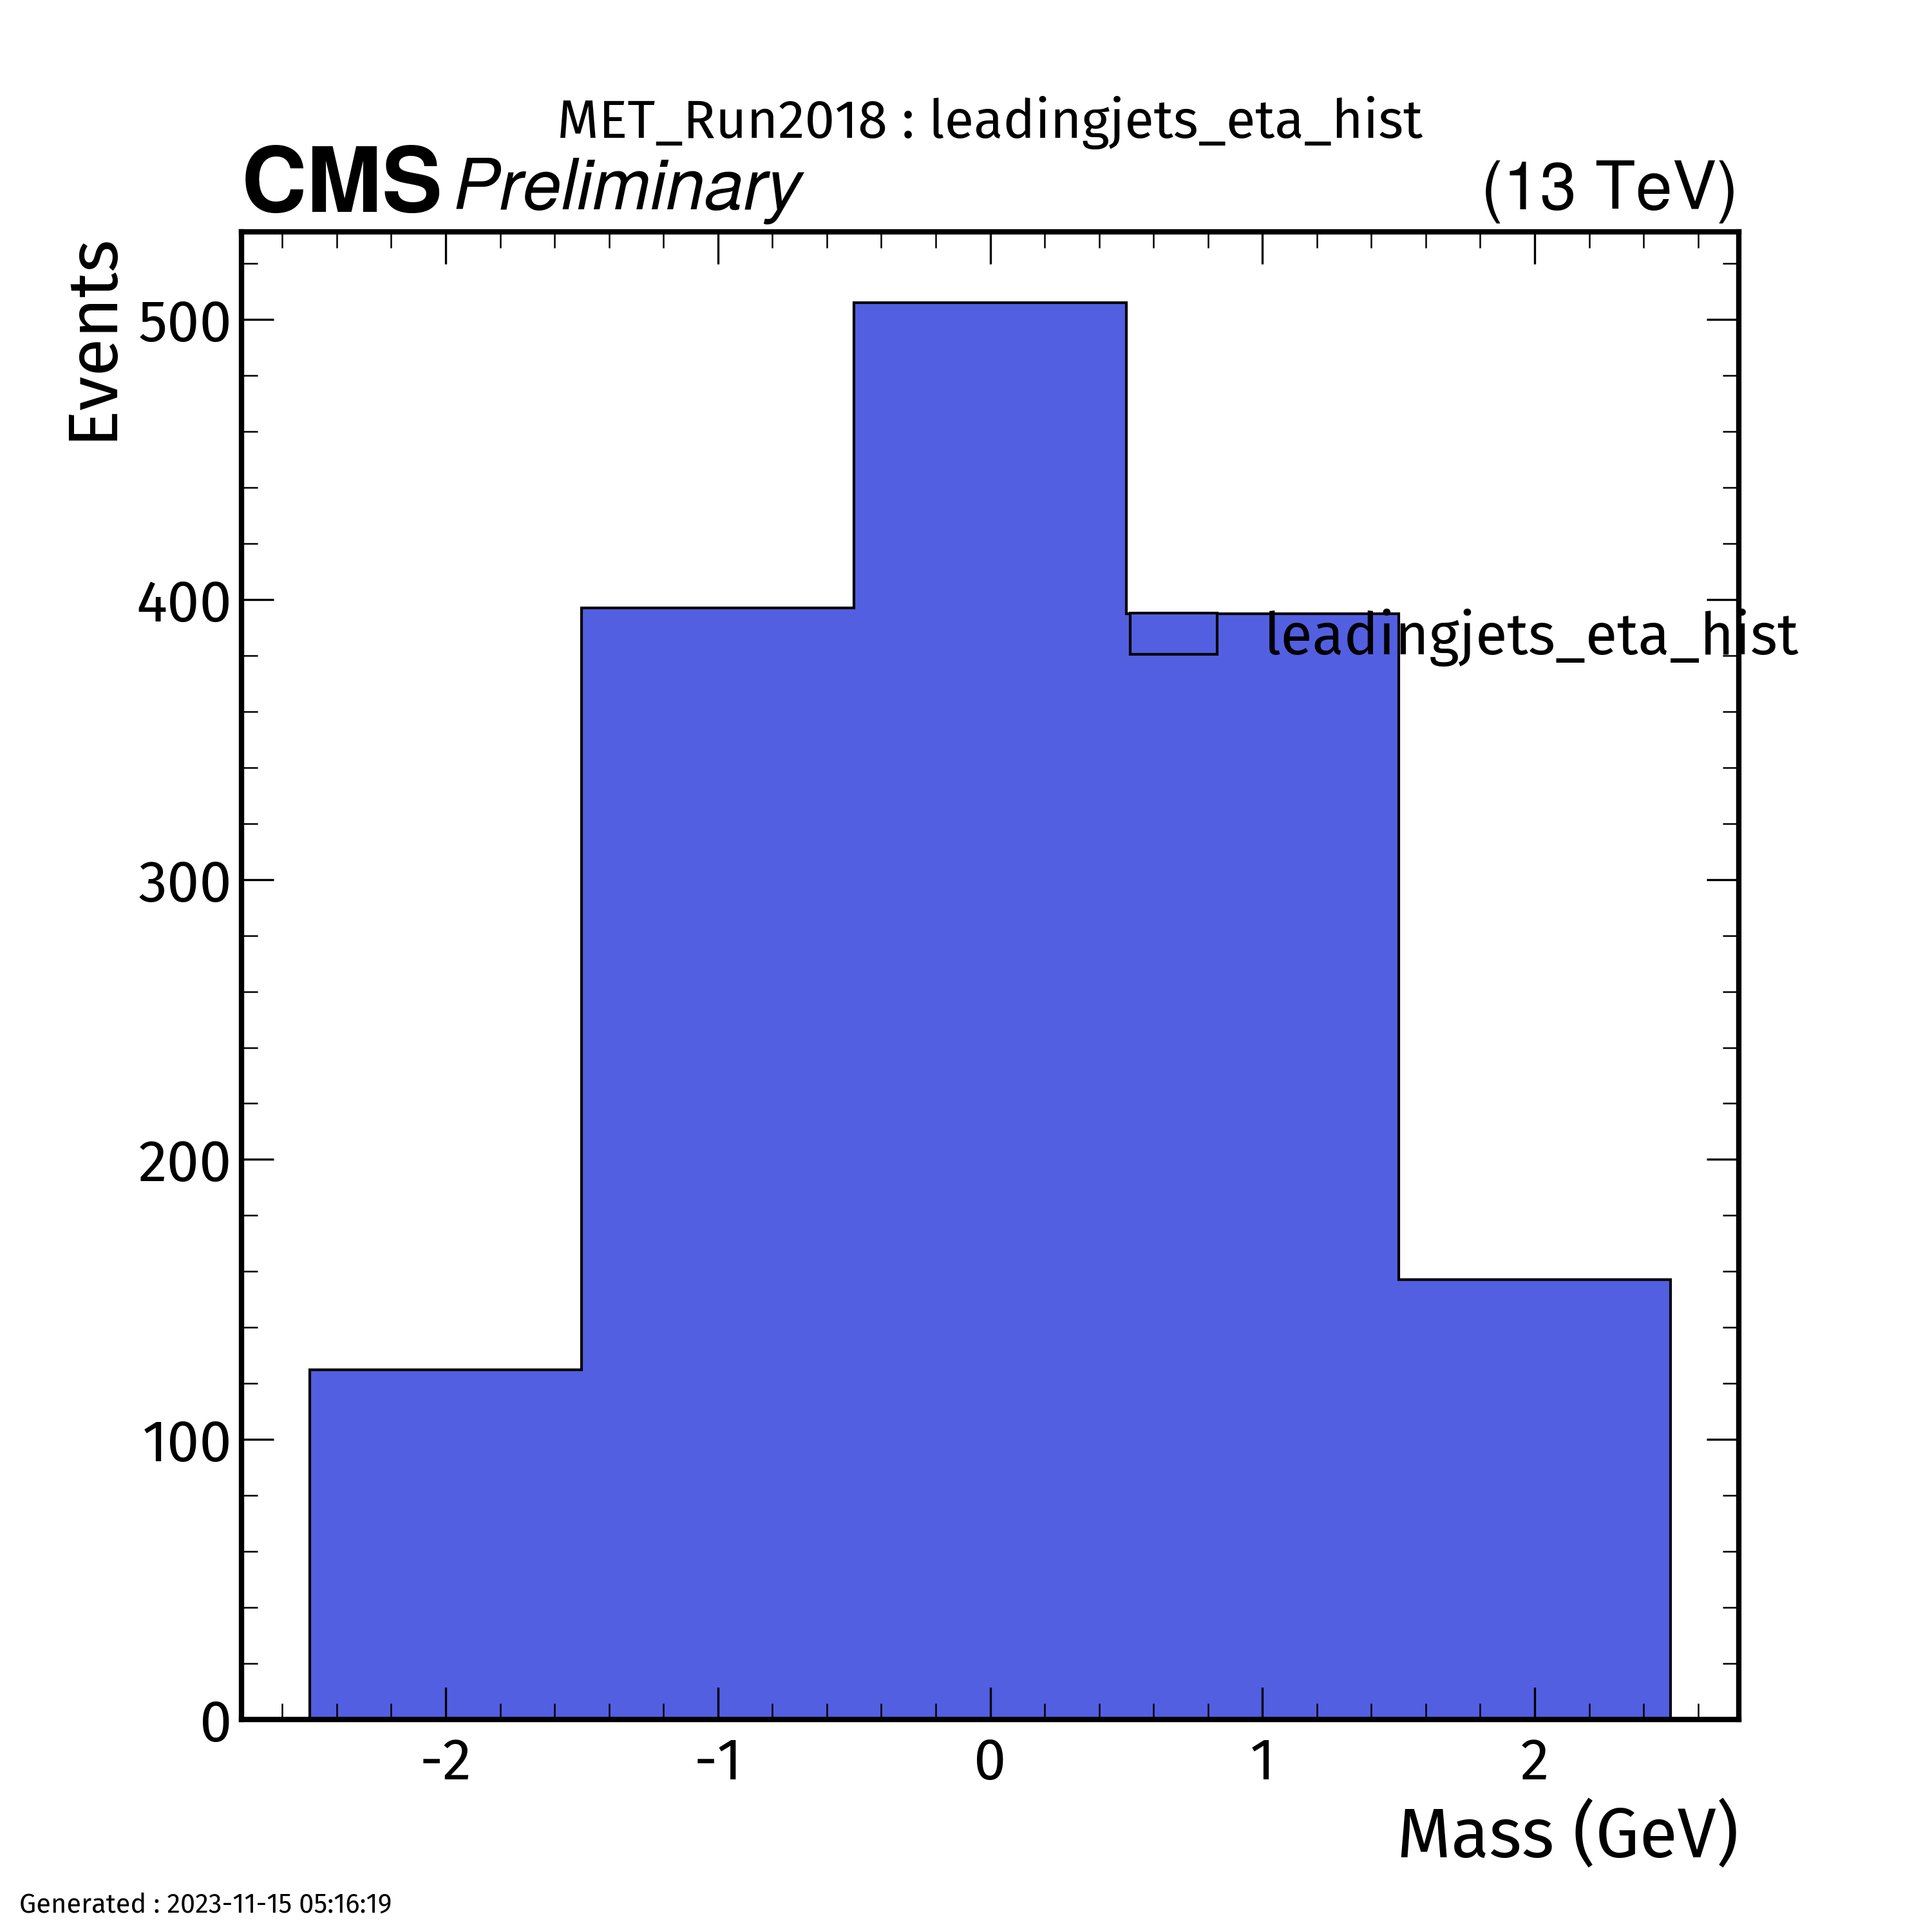 MET_Run2018 : leadingjets_eta_hist
CMS Preliminary (13 TeV)
Events
500
400
leadingjets_eta_hist
300
200
100
0
-2 -1 0 1 2
Mass (GeV)
Generated : 2023-11-15 05:16:19